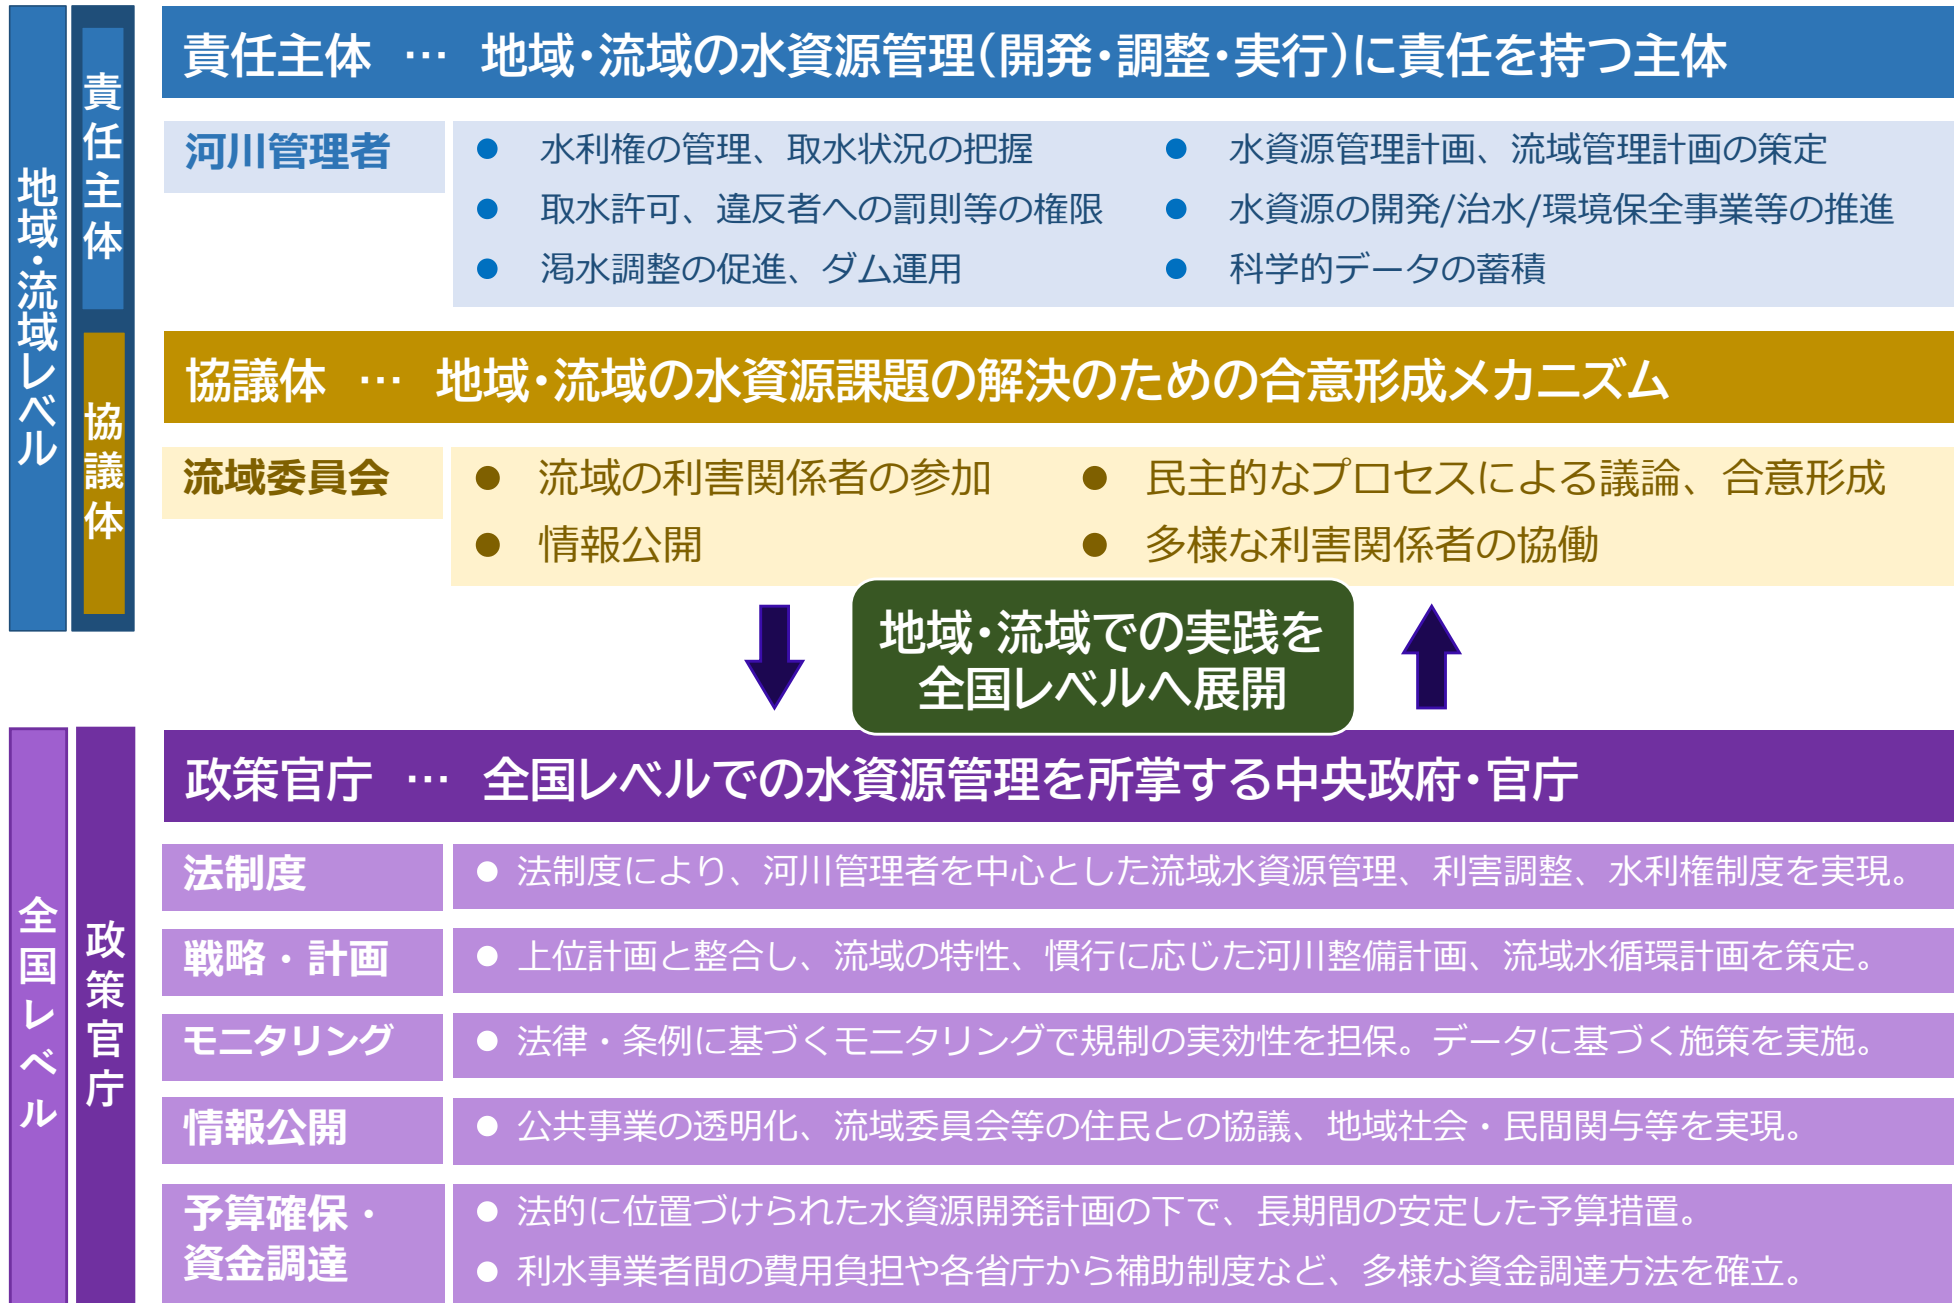 地域・流域レベル
責任主体
責任主体 … 地域・流域の水資源管理(開発・調整・実行)に責任を持つ主体
河川管理者
● 水利権の管理、取水状況の把握
● 取水許可、違反者への罰則等の権限
● 渇水調整の促進、ダム運用
● 水資源管理計画、流域管理計画の策定
● 水資源の開発/治水/環境保全事業等の推進
● 科学的データの蓄積
協議体
協議体 … 地域・流域の水資源課題の解決のための合意形成メカニズム
流域委員会
● 流域の利害関係者の参加
● 情報公開
● 民主的なプロセスによる議論、合意形成
● 多様な利害関係者の協働
地域・流域での実践を
全国レベルへ展開
全国レベル
政策官庁
政策官庁 … 全国レベルでの水資源管理を所掌する中央政府・官庁
法制度
● 法制度により、河川管理者を中心とした流域水資源管理、利害調整、水利権制度を実現。
戦略・計画
● 上位計画と整合し、流域の特性、慣行に応じた河川整備計画、流域水循環計画を策定。
モニタリング
● 法律・条例に基づくモニタリングで規制の実効性を担保。データに基づく施策を実施。
情報公開
● 公共事業の透明化、流域委員会等の住民との協議、地域社会・民間関与等を実現。
予算確保・
資金調達
● 法的に位置づけられた水資源開発計画の下で、長期間の安定した予算措置。
● 利水事業者間の費用負担や各省庁から補助制度など、多様な資金調達方法を確立。